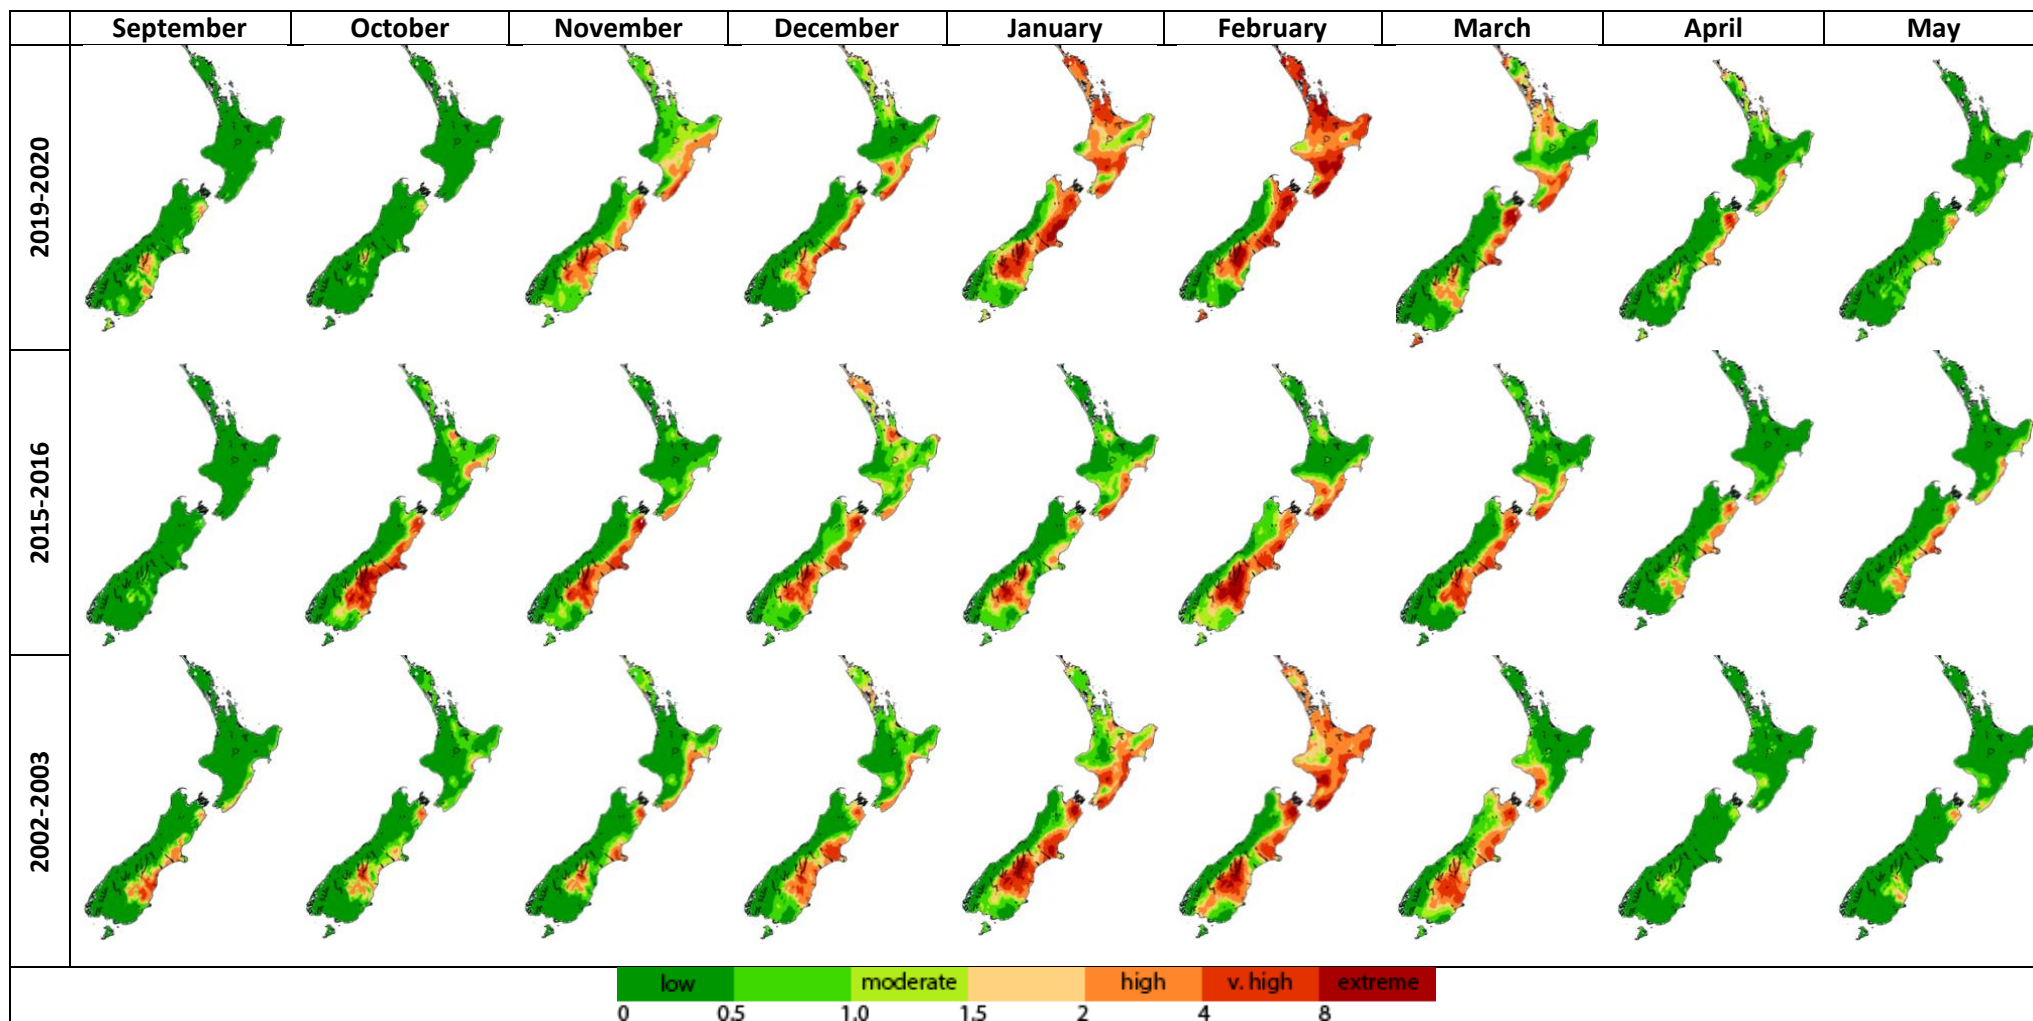 September October November December January February March April May
2019-2020
2015-2016
2002-2003
low moderate high v. high extreme
0 0.5 1.0 1.5 2 4 8